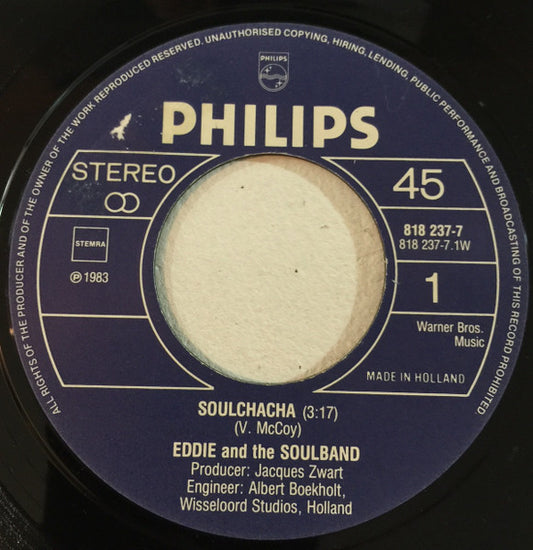 ALL RIGHTS OF THE PRODUCER AND OF THE OWNER OF THE WORK REPRODUCED RESERVED. UNAUTHORISED COPYING, HIRING, LENDING, PUBLIC PERFORMANCE AND BROADCASTING OF THIS RECORD PROHIBITED
PHILIPS
PHILIPS
STEREO
45
STEMRA
℗ 1983
818 237-7
818 237-7.1W
1
Warner Bros.
Music
MADE IN HOLLAND
SOULCHACHA (3:17)
(V. McCoy)
EDDIE and the SOULBAND
Producer: Jacques Zwart
Engineer: Albert Boekholt,
Wisseloord Studios, Holland